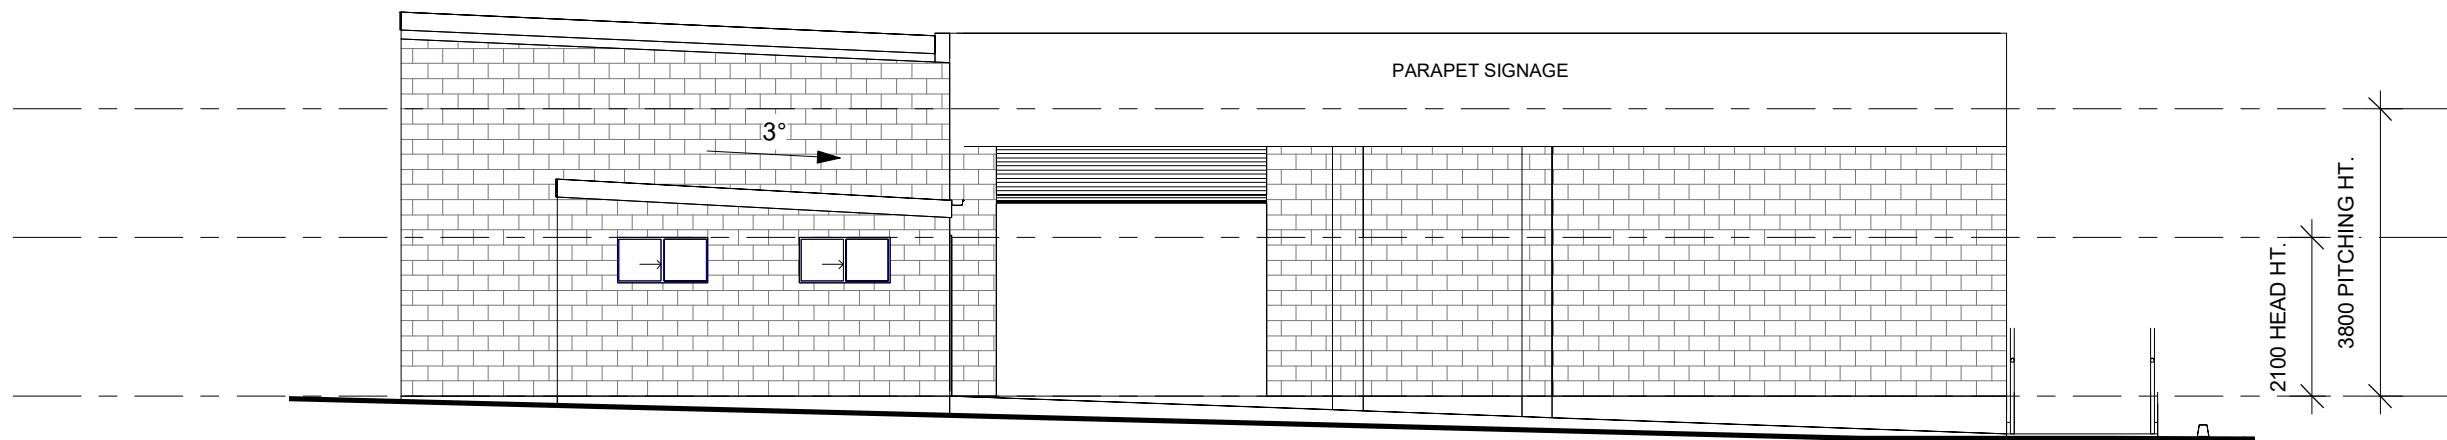 PARAPET SIGNAGE
3°
2100 HEAD HT.
3800 PITCHING HT.